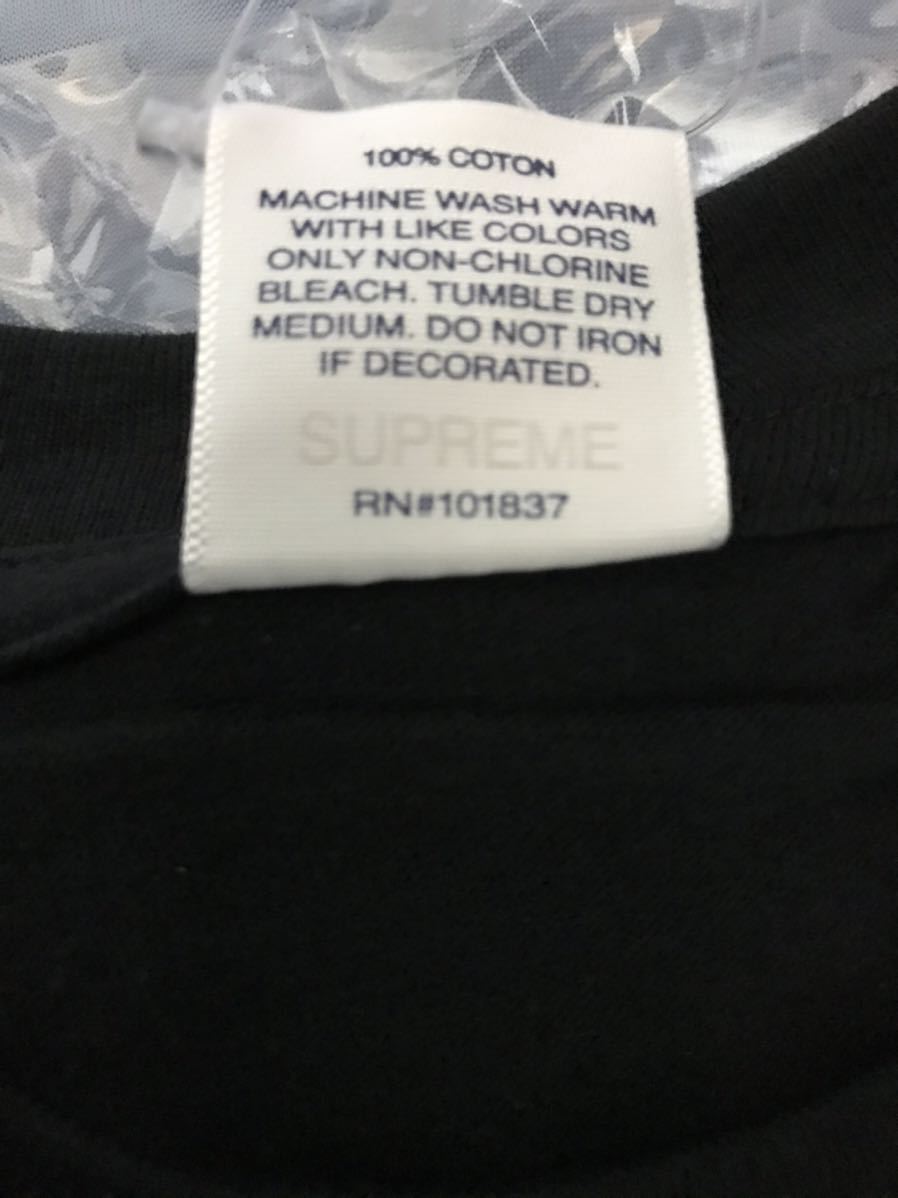 100% COTON
MACHINE WASH WARM
WITH LIKE COLORS
ONLY NON-CHLORINE
BLEACH. TUMBLE DRY
MEDIUM. DO NOT IRON
IF DECORATED.
SUPREME
RN#101837